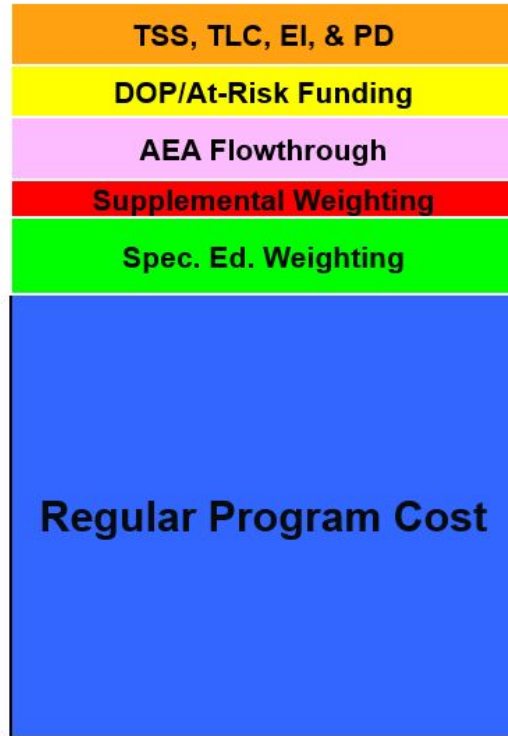 TSS, TLC, EI, & PD
DOP/At-Risk Funding
AEA Flowthrough
Supplemental Weighting
Spec. Ed. Weighting
Regular Program Cost